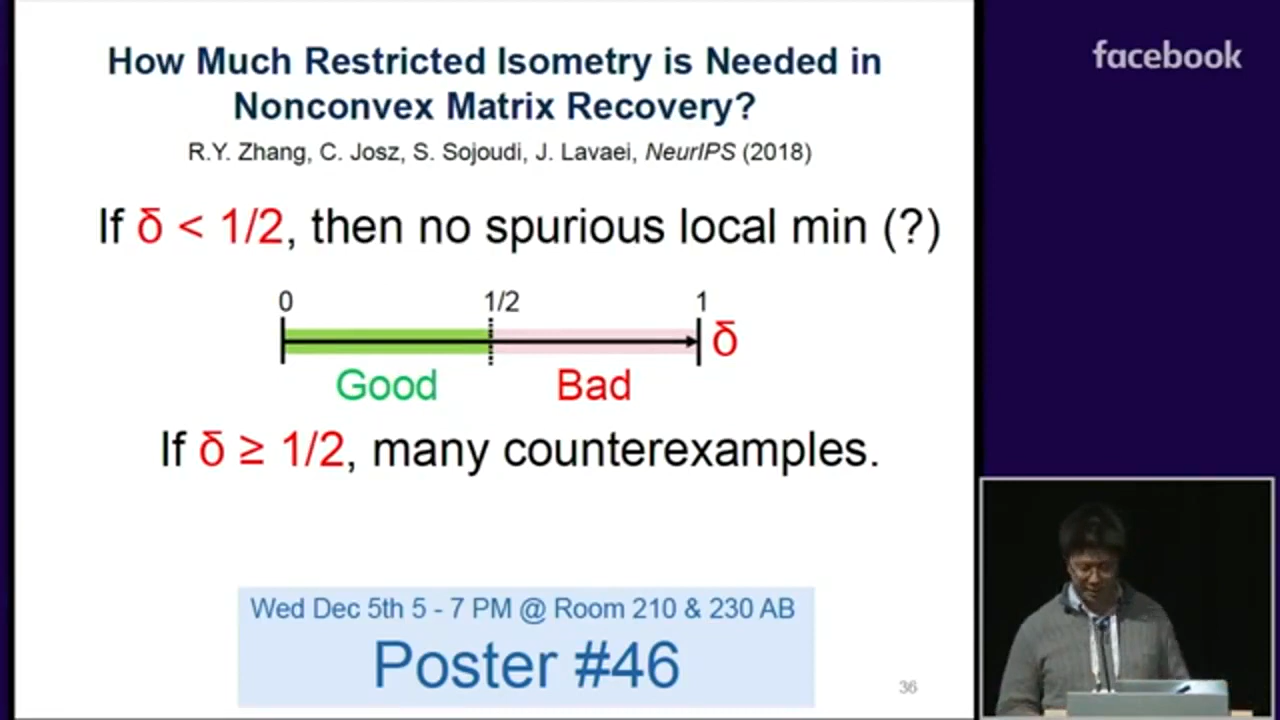 How Much Restricted Isometry is Needed in
Nonconvex Matrix Recovery?
R.Y. Zhang, C. Josz, S. Sojoudi, J. Lavaei, NeurIPS (2018)
If δ < 1/2, then no spurious local min (?)
0 1/2 1
δ
Good Bad
If δ ≥ 1/2, many counterexamples.
Wed Dec 5th 5 - 7 PM @ Room 210 & 230 AB
Poster #46
36
facebook